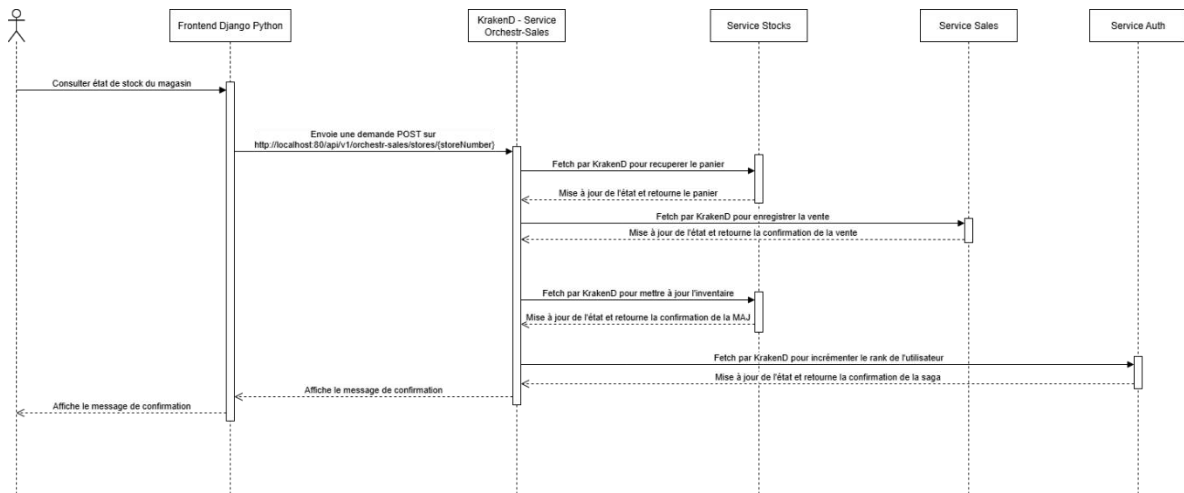 Frontend Django Python
KrakenD - Service
Orchestr-Sales
Service Stocks
Service Sales
Service Auth
Consulter état de stock du magasin
Envoie une demande POST sur
http://localhost:80/api/v1/orchestr-sales/stores/{storeNumber}
Fetch par KrakenD pour recuperer le panier
Mise à jour de l'état et retourne le panier
Fetch par KrakenD pour enregistrer la vente
Mise à jour de l'état et retourne la confirmation de la vente
Fetch par KrakenD pour mettre à jour l'inventaire
Mise à jour de l'état et retourne la confirmation de la MAJ
Fetch par KrakenD pour incrémenter le rank de l'utilisateur
Mise à jour de l'état et retourne la confirmation de la saga
Affiche le message de confirmation
Affiche le message de confirmation